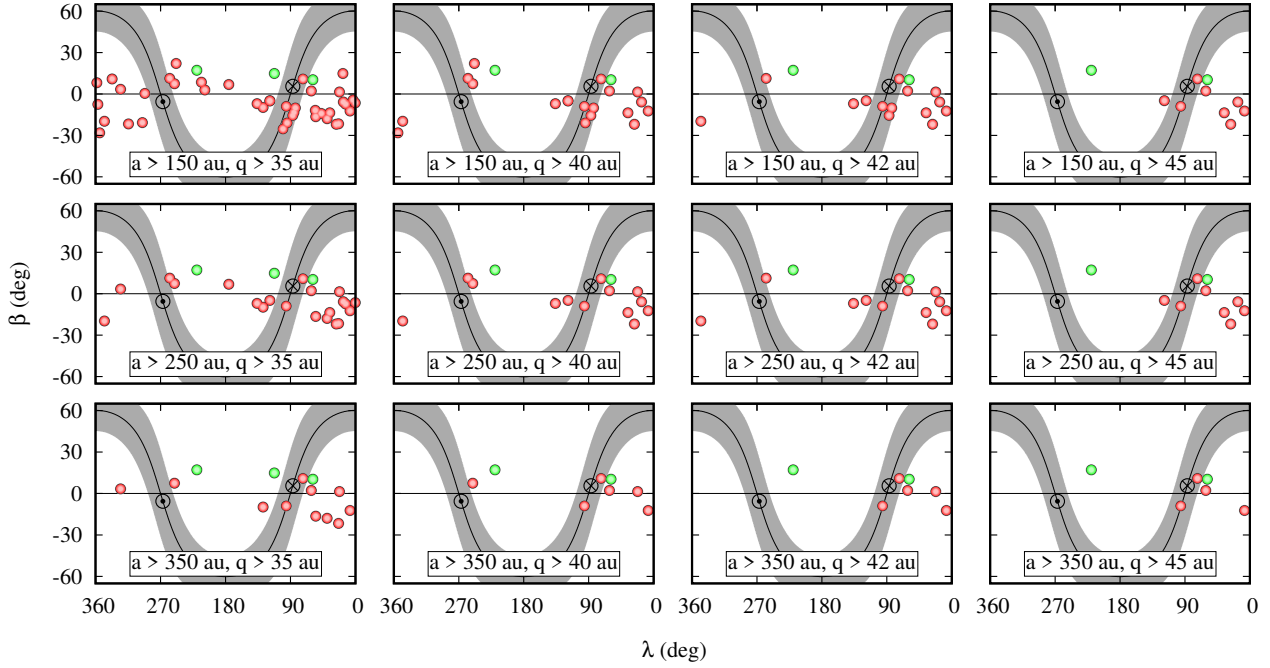 60
30
0
-30
-60
a > 150 au, q > 35 au
a > 150 au, q > 40 au
a > 150 au, q > 42 au
a > 150 au, q > 45 au
60
30
0
-30
-60
β (deg)
a > 250 au, q > 35 au
a > 250 au, q > 40 au
a > 250 au, q > 42 au
a > 250 au, q > 45 au
60
30
0
-30
-60
a > 350 au, q > 35 au
a > 350 au, q > 40 au
a > 350 au, q > 42 au
a > 350 au, q > 45 au
360 270 180 90 0
360 270 180 90 0
360 270 180 90 0
360 270 180 90 0
λ (deg)